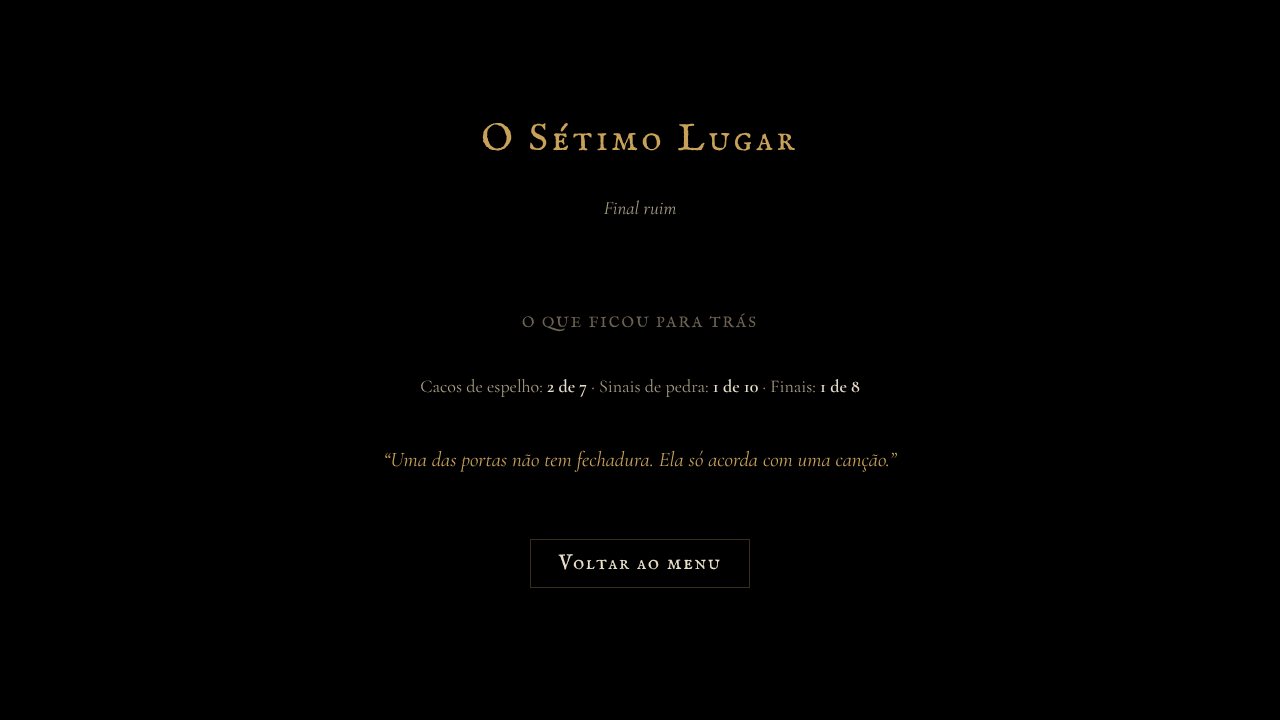 O Sétimo Lugar
Final ruim
O QUE FICOU PARA TRÁS
Cacos de espelho: 2 de 7 · Sinais de pedra: 1 de 10 · Finais: 1 de 8
“Uma das portas não tem fechadura. Ela só acorda com uma canção.”
Voltar ao menu